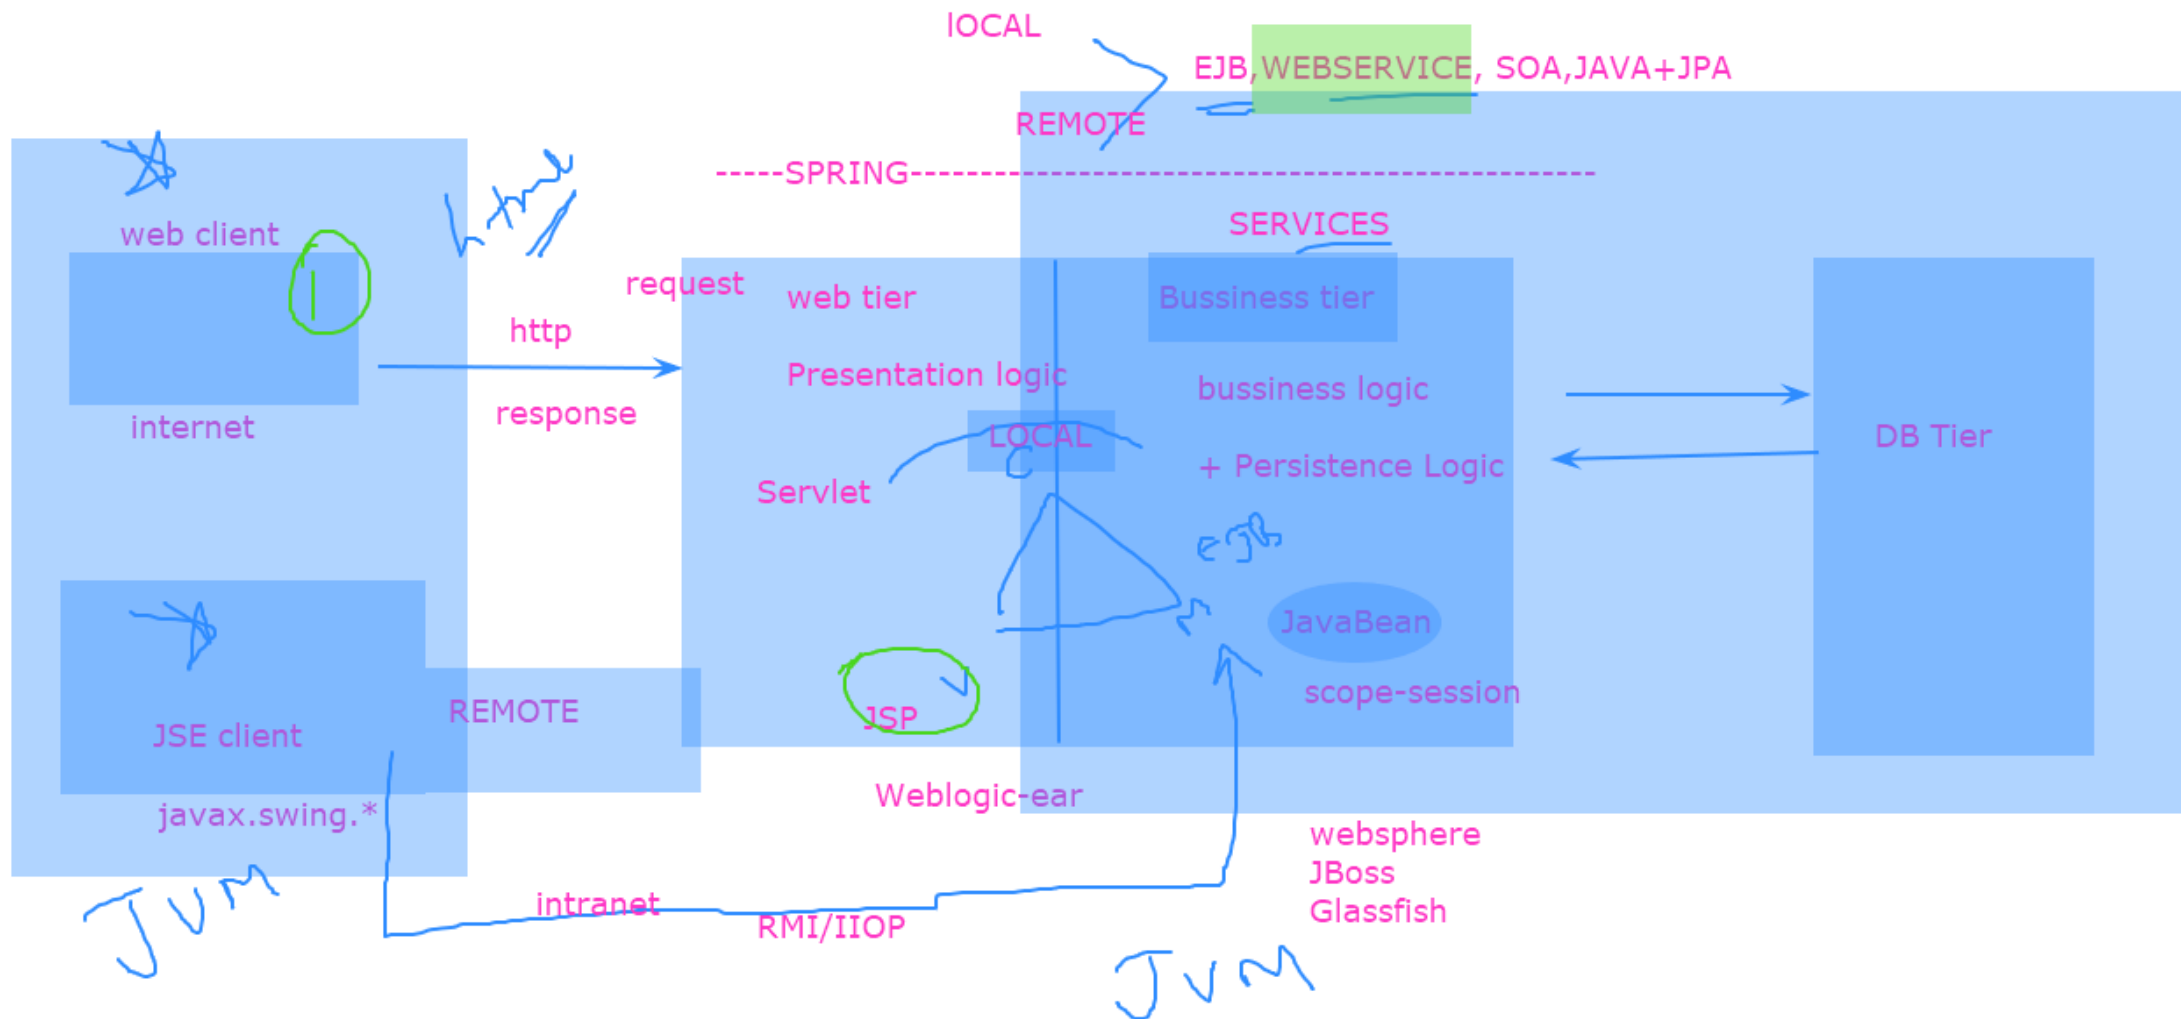 lOCAL
EJB,WEBSERVICE, SOA,JAVA+JPA
REMOTE
-----SPRING------------------------------------------
SERVICES
web client
request
web tier
Bussiness tier
http
Presentation logic
bussiness logic
response
internet
LOCAL
DB Tier
+ Persistence Logic
Servlet
C
ejb
JavaBean
scope-session
REMOTE
JSP
JSE client
Weblogic-ear
javax.swing.*
websphere
JBoss
Glassfish
JVM
intranet
RMI/IIOP
JVM